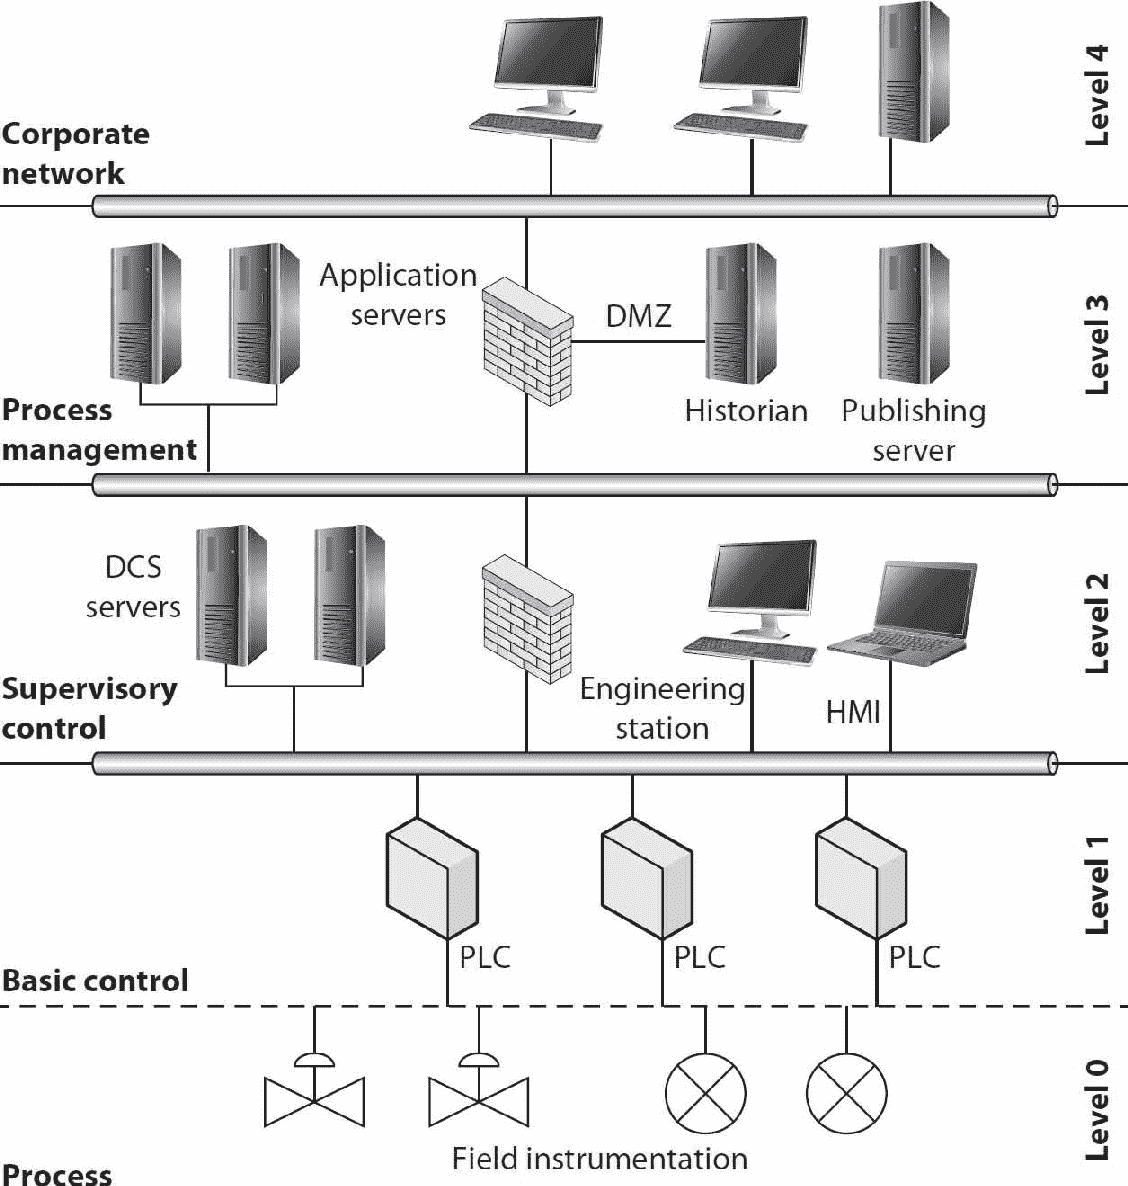 Level 4
Corporate
network
Application
servers
DMZ
Level 3
Process
management
Historian
Publishing
server
DCS
servers
Level 2
Supervisory
control
Engineering
station
HMI
Level 1
PLC
PLC
PLC
Basic control
Level 0
Field instrumentation
Process